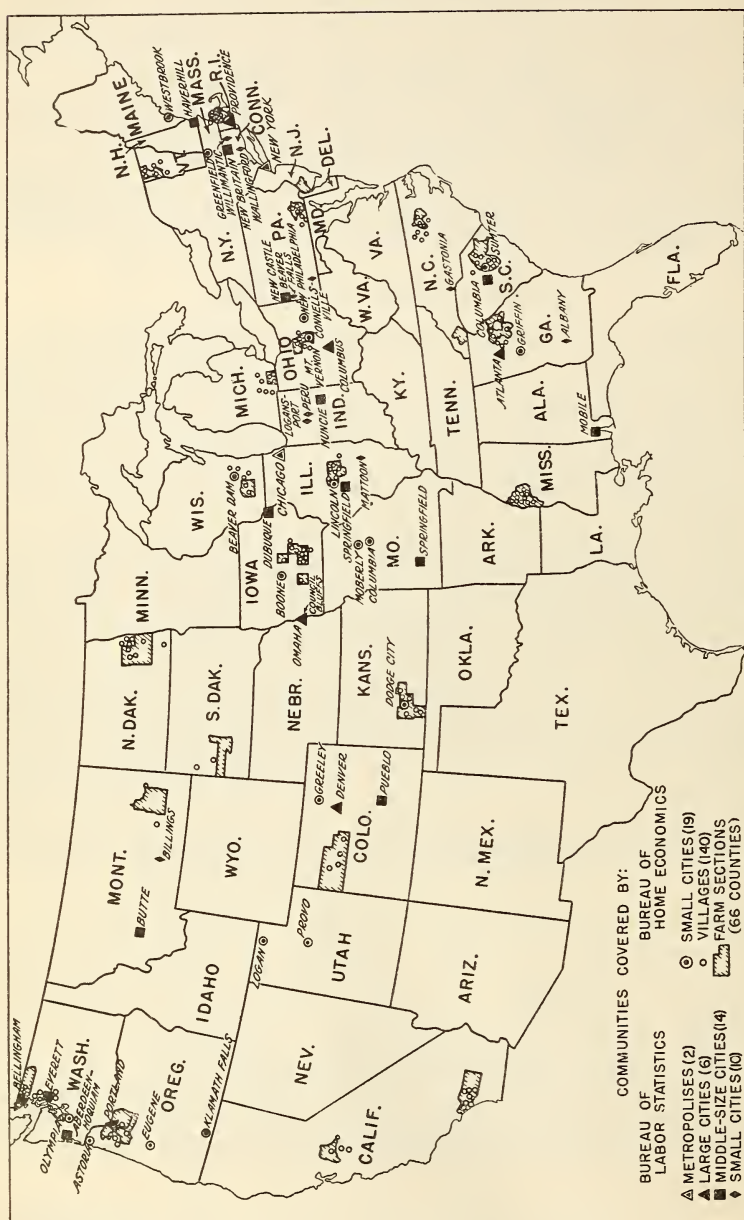 BELLINGHAM
EVERETT
OLYMPIA
WASH.
ABERDEEN-
HOQUIAM
ASTORIA
PORTLAND
OREG.
EUGENE
KLAMATH FALLS
CALIF.
NEV.
IDAHO
MONT.
BUTTE
BILLINGS
WYO.
LOGAN
PROVO
UTAH
ARIZ.
COLO.
GREELEY
DENVER
PUEBLO
N. MEX.
N. DAK.
S. DAK.
NEBR.
OMAHA
KANS.
DODGE CITY
OKLA.
TEX.
MINN.
IOWA
BOONE
COUNCIL
BLUFFS
DUBUQUE
MO.
MOBERLY
COLUMBIA
SPRINGFIELD
ARK.
LA.
WIS.
BEAVER DAM
CHICAGO
ILL.
LINCOLN
SPRINGFIELD
MATTOON
MICH.
LOGANS-
PORT
PERU
MUNCIE
IND.
OHIO
MT.
VERNON
COLUMBUS
NEW PHILADELPHIA
KY.
TENN.
MISS.
ALA.
MOBILE
GA.
ATLANTA
GRIFFIN
ALBANY
FLA.
S.C.
COLUMBIA
SUMTER
N.C.
GASTONIA
VA.
W.VA.
MD.
DEL.
N.J.
PA.
NEW CASTLE
BEAVER
FALLS
CONNELLS-
VILLE
N.Y.
NEW YORK
CONN.
WALLINGFORD
NEW BRITAIN
WILLIMANTIC
GREENFIELD
PROVIDENCE
R.I.
MASS.
HAVERHILL
WESTBROOK
MAINE
N.H.
VT.
COMMUNITIES COVERED BY:
BUREAU OF
LABOR STATISTICS
METROPOLISES (2)
LARGE CITIES (6)
MIDDLE-SIZE CITIES (14)
SMALL CITIES (10)
BUREAU OF
HOME ECONOMICS
SMALL CITIES (19)
VILLAGES (140)
FARM SECTIONS
(66 COUNTIES)